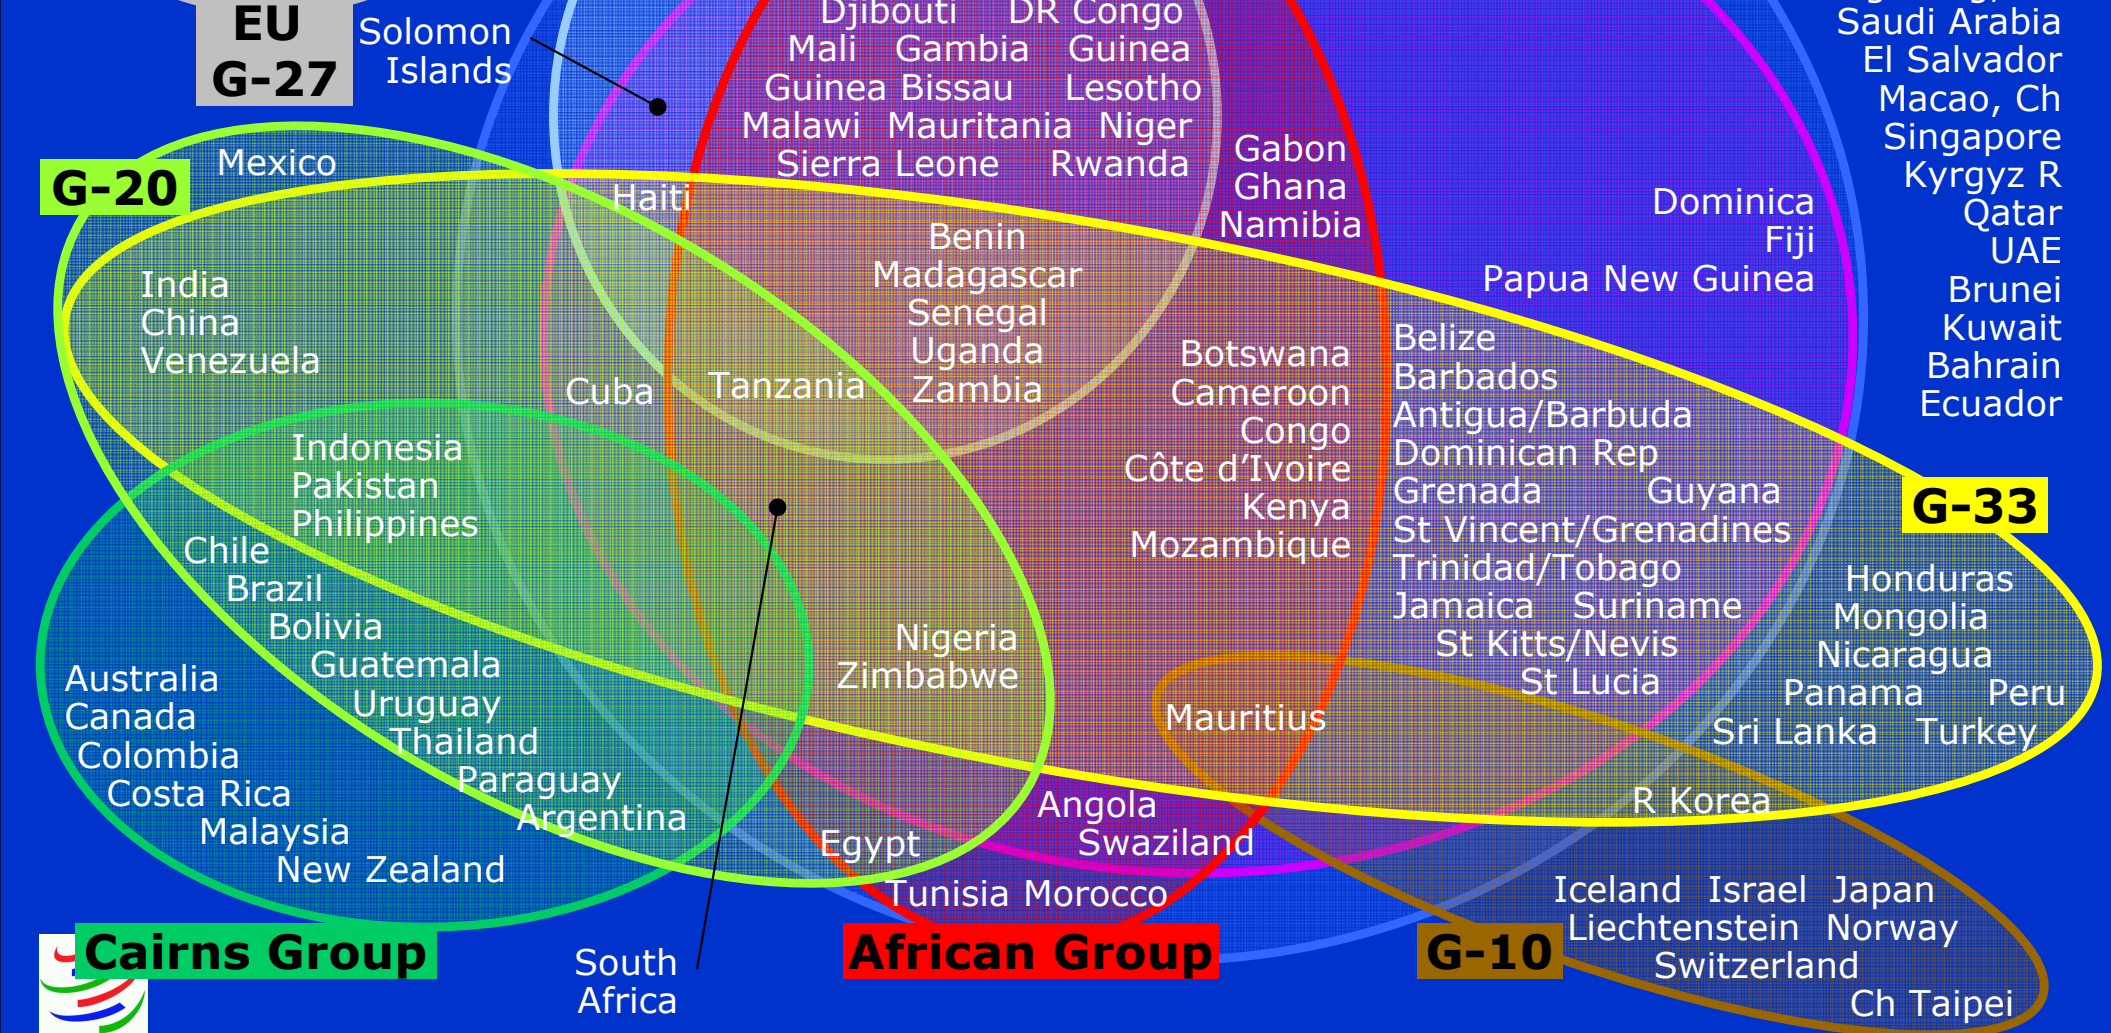 EU
G-27
Solomon
Islands
Djibouti DR Congo
Mali Gambia Guinea
Guinea Bissau Lesotho
Malawi Mauritania Niger
Sierra Leone Rwanda
Gabon
Ghana
Namibia
Dominica
Fiji
Papua New Guinea
Saudi Arabia
El Salvador
Macao, Ch
Singapore
Kyrgyz R
Qatar
UAE
Brunei
Kuwait
Bahrain
Ecuador
G-20
Mexico
Haiti
India
China
Venezuela
Benin
Madagascar
Senegal
Uganda
Zambia
Cuba
Tanzania
Botswana
Cameroon
Congo
Côte d’Ivoire
Kenya
Mozambique
Belize
Barbados
Antigua/Barbuda
Dominican Rep
Grenada Guyana
St Vincent/Grenadines
Trinidad/Tobago
Jamaica Suriname
St Kitts/Nevis
St Lucia
G-33
Honduras
Mongolia
Nicaragua
Panama Peru
Sri Lanka Turkey
Indonesia
Pakistan
Philippines
Chile
Brazil
Bolivia
Guatemala
Uruguay
Thailand
Paraguay
Argentina
Australia
Canada
Colombia
Costa Rica
Malaysia
New Zealand
Nigeria
Zimbabwe
Mauritius
R Korea
Angola
Swaziland
Egypt
Tunisia Morocco
Iceland Israel Japan
Liechtenstein Norway
Switzerland
Ch Taipei
Cairns Group
South
Africa
African Group
G-10